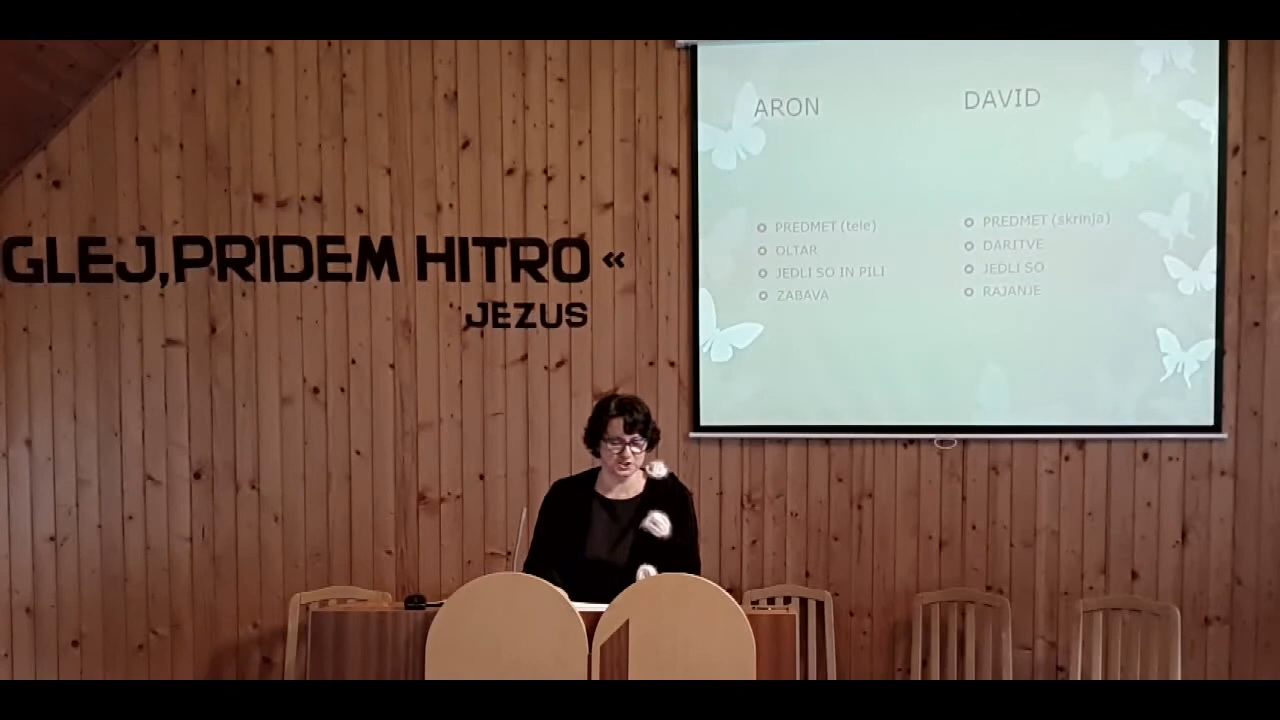 GLEJ, PRIDEM HITRO «
JEZUS
ARON
PREDMET (tele)
OLTAR
JEDLI SO IN PILI
ZABAVA
DAVID
PREDMET (skrinja)
DARITVE
JEDLI SO
RAJANJE